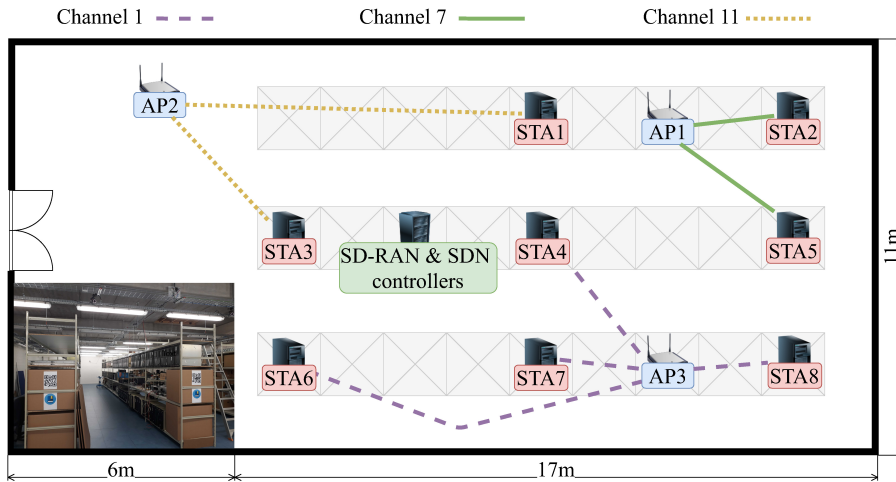 Channel 1
Channel 7
Channel 11
AP2
STA1
AP1
STA2
STA3
SD-RAN & SDN
controllers
STA4
STA5
STA6
STA7
AP3
STA8
11m
6m
17m